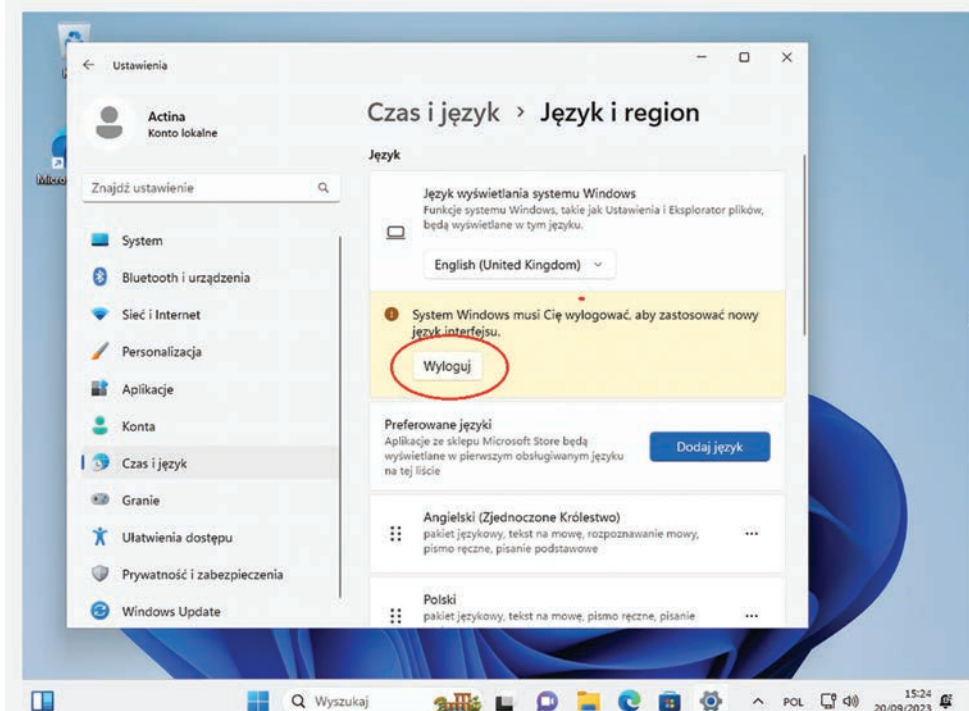 Ustawienia
Actina
Konto lokalne
Znajdź ustawienie
System
Bluetooth i urządzenia
Sieć i Internet
Personalizacja
Aplikacje
Konta
Czas i język
Granie
Ułatwienia dostępu
Prywatność i zabezpieczenia
Windows Update
Czas i język > Język i region
Język
Język wyświetlania systemu Windows
Funkcje systemu Windows, takie jak Ustawienia i Eksplorator plików,
będą wyświetlane w tym języku.
English (United Kingdom)
System Windows musi Cię wylogować, aby zastosować nowy
język interfejsu.
Wyloguj
Preferowane języki
Aplikacje ze sklepu Microsoft Store będą
wyświetlane w pierwszym obsługiwanym języku
na tej liście
Dodaj język
Angielski (Zjednoczone Królestwo)
pakiet językowy, tekst na mowę, rozpoznawanie mowy,
pismo ręczne, pisanie podstawowe
Polski
pakiet językowy, tekst na mowę, pismo ręczne, pisanie
Wyszukaj
POL
15:24
20/09/2023